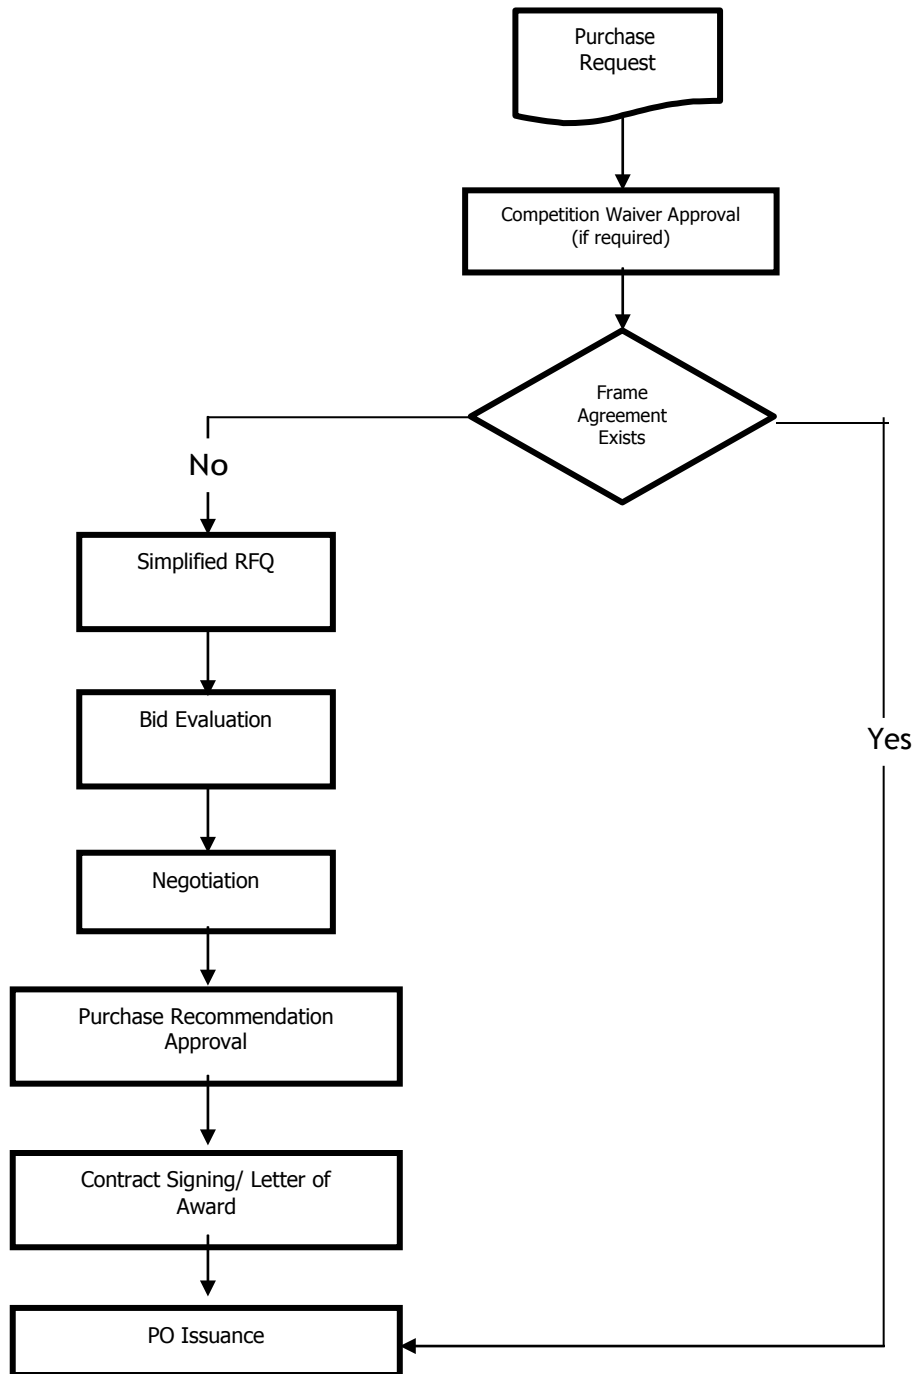 Purchase
Request
Competition Waiver Approval
(if required)
Frame
Agreement
Exists
No
Simplified RFQ
Bid Evaluation
Yes
Negotiation
Purchase Recommendation
Approval
Contract Signing/ Letter of
Award
PO Issuance